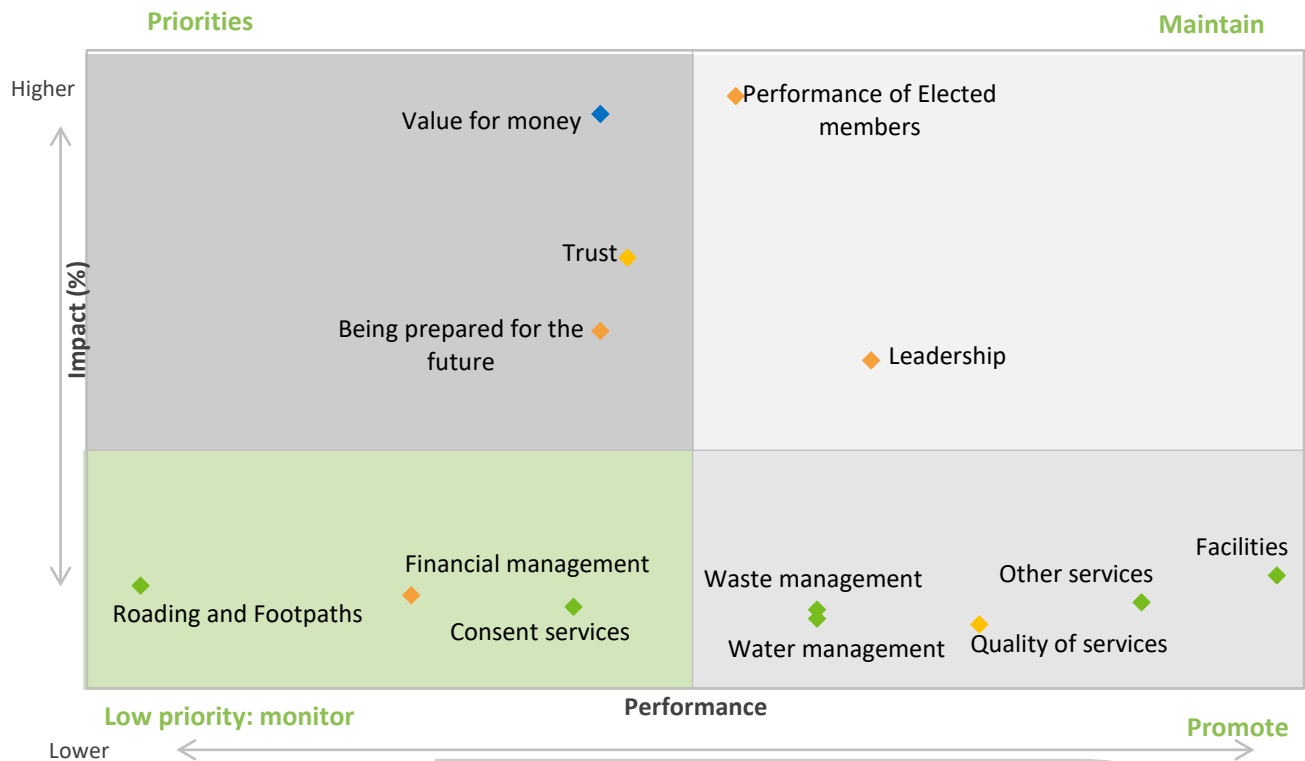 Priorities
Maintain
Higher
Performance of Elected
members
Value for money
Trust
Being prepared for the
future
Leadership
Impact (%)
Facilities
Financial management
Waste management
Other services
Roading and Footpaths
Consent services
Water management
Quality of services
Performance
Low priority: monitor
Promote
Lower